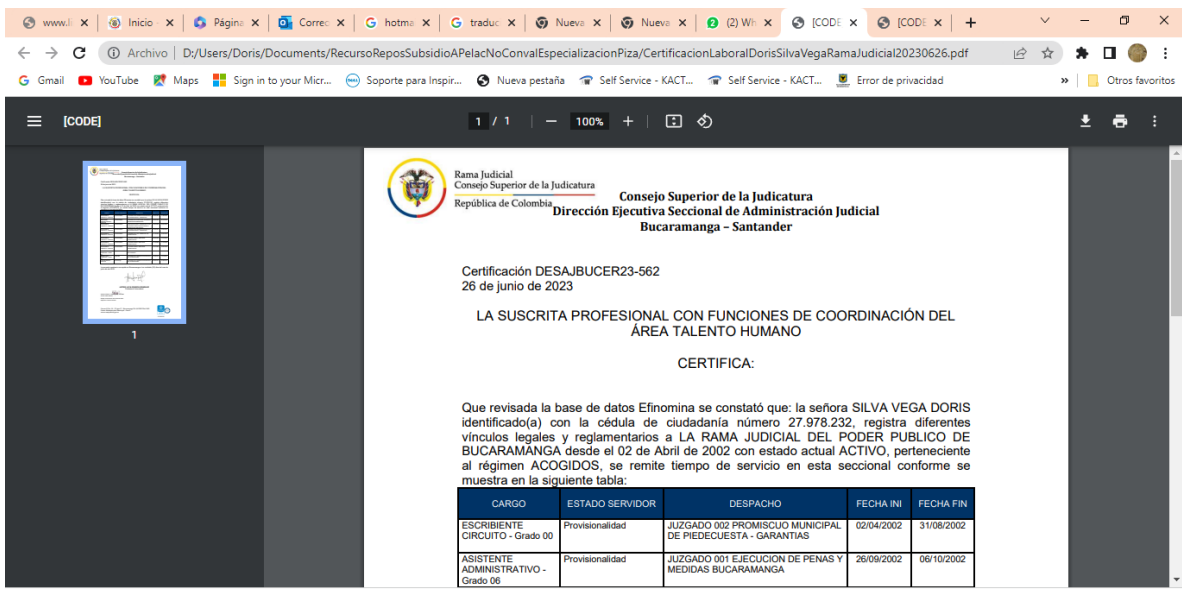 www.li
Inicio -
Página
Correo
hotma
traduc
Nueva
Nueva
(2) Wh
[CODE
[CODE
Archivo | D:/Users/Doris/Documents/RecursoReposSubsidioAPelacNoConvalEspecializacionPiza/CertificacionLaboralDorisSilvaVegaRamaJudicial20230626.pdf
Gmail
YouTube
Maps
Sign in to your Micr...
Soporte para Inspir...
Nueva pestaña
Self Service - KACT...
Self Service - KACT...
Error de privacidad
»
Otros favoritos
[CODE]
1 / 1
100%
1
Rama Judicial
Consejo Superior de la Judicatura
República de Colombia
Consejo Superior de la Judicatura
Dirección Ejecutiva Seccional de Administración Judicial
Bucaramanga – Santander
Certificación DESAJBUCER23-562
26 de junio de 2023
LA SUSCRITA PROFESIONAL CON FUNCIONES DE COORDINACIÓN DEL
ÁREA TALENTO HUMANO
CERTIFICA:
Que revisada la base de datos Efinomina se constató que: la señora SILVA VEGA DORIS
identificado(a) con la cédula de ciudadanía número 27.978.232, registra diferentes
vínculos legales y reglamentarios a LA RAMA JUDICIAL DEL PODER PUBLICO DE
BUCARAMANGA desde el 02 de Abril de 2002 con estado actual ACTIVO, perteneciente
al régimen ACOGIDOS, se remite tiempo de servicio en esta seccional conforme se
muestra en la siguiente tabla:
CARGO ESTADO SERVIDOR DESPACHO FECHA INI FECHA FIN
ESCRIBIENTE Provisionalidad JUZGADO 002 PROMISCUO MUNICIPAL 02/04/2002 31/08/2002
CIRCUITO - Grado 00 DE PIEDECUESTA - GARANTIAS
ASISTENTE Provisionalidad JUZGADO 001 EJECUCION DE PENAS Y 26/09/2002 06/10/2002
ADMINISTRATIVO - MEDIDAS BUCARAMANGA
Grado 06